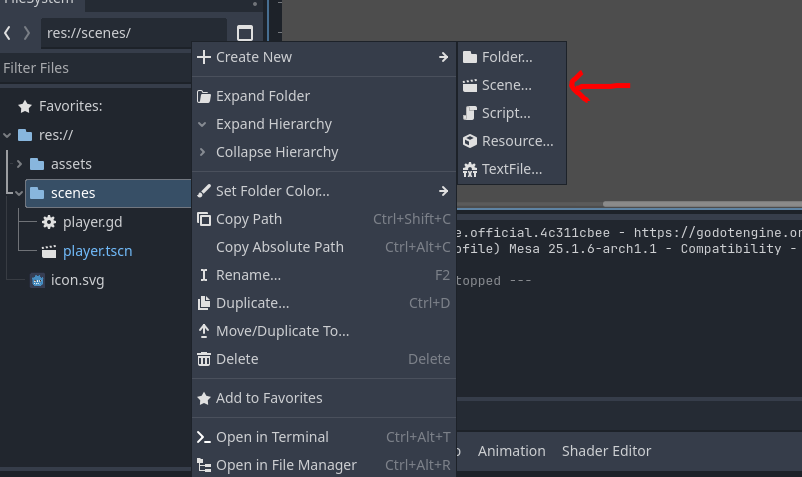 FileSystem
res://scenes/
Filter Files
Favorites:
res://
assets
scenes
player.gd
player.tscn
icon.svg
Create New
Expand Folder
Expand Hierarchy
Collapse Hierarchy
Set Folder Color...
Copy Path Ctrl+Shift+C
Copy Absolute Path Ctrl+Alt+C
Rename... F2
Duplicate... Ctrl+D
Move/Duplicate To...
Delete Delete
Add to Favorites
Open in Terminal Ctrl+Alt+T
Open in File Manager Ctrl+Alt+R
Folder...
Scene...
Script...
Resource...
TXT TextFile...
e.official.4c311cbee - https://godotengine.or
ofile) Mesa 25.1.6-arch1.1 - Compatibility -
topped ---
Animation Shader Editor